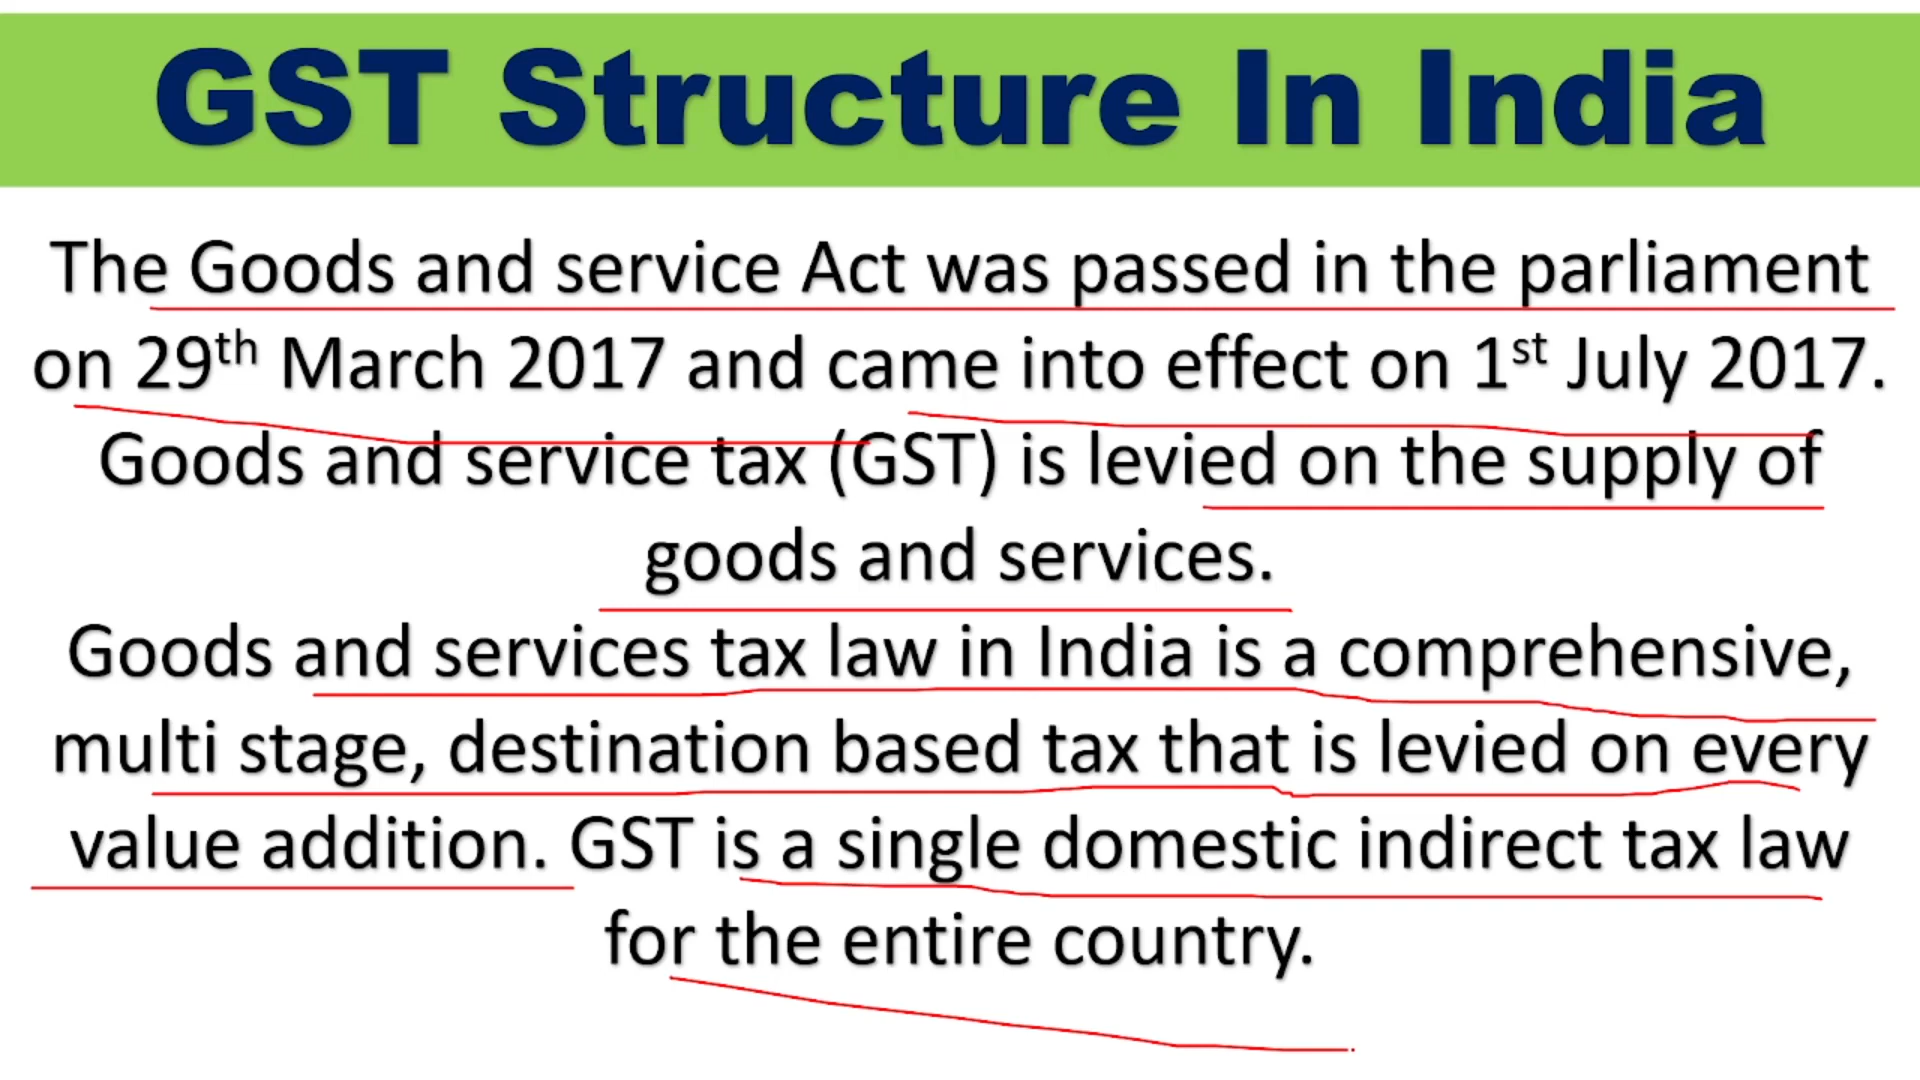 GST Structure In India
The Goods and service Act was passed in the parliament
on 29th March 2017 and came into effect on 1st July 2017.
Goods and service tax (GST) is levied on the supply of
goods and services.
Goods and services tax law in India is a comprehensive,
multi stage, destination based tax that is levied on every
value addition. GST is a single domestic indirect tax law
for the entire country.